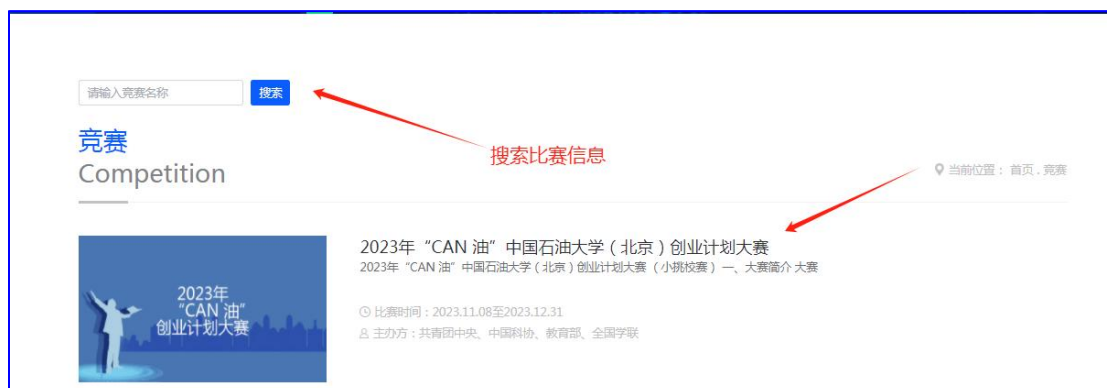 请输入竞赛名称
搜索
竞赛
Competition
搜索比赛信息
当前位置： 首页 . 竞赛
2023年
“CAN 油”
创业计划大赛
2023年“CAN 油”中国石油大学（北京）创业计划大赛
2023年“CAN 油”中国石油大学（北京）创业计划大赛 （小挑校赛） 一、大赛简介 大赛
比赛时间：2023.11.08至2023.12.31
主办方：共青团中央、中国科协、教育部、全国学联